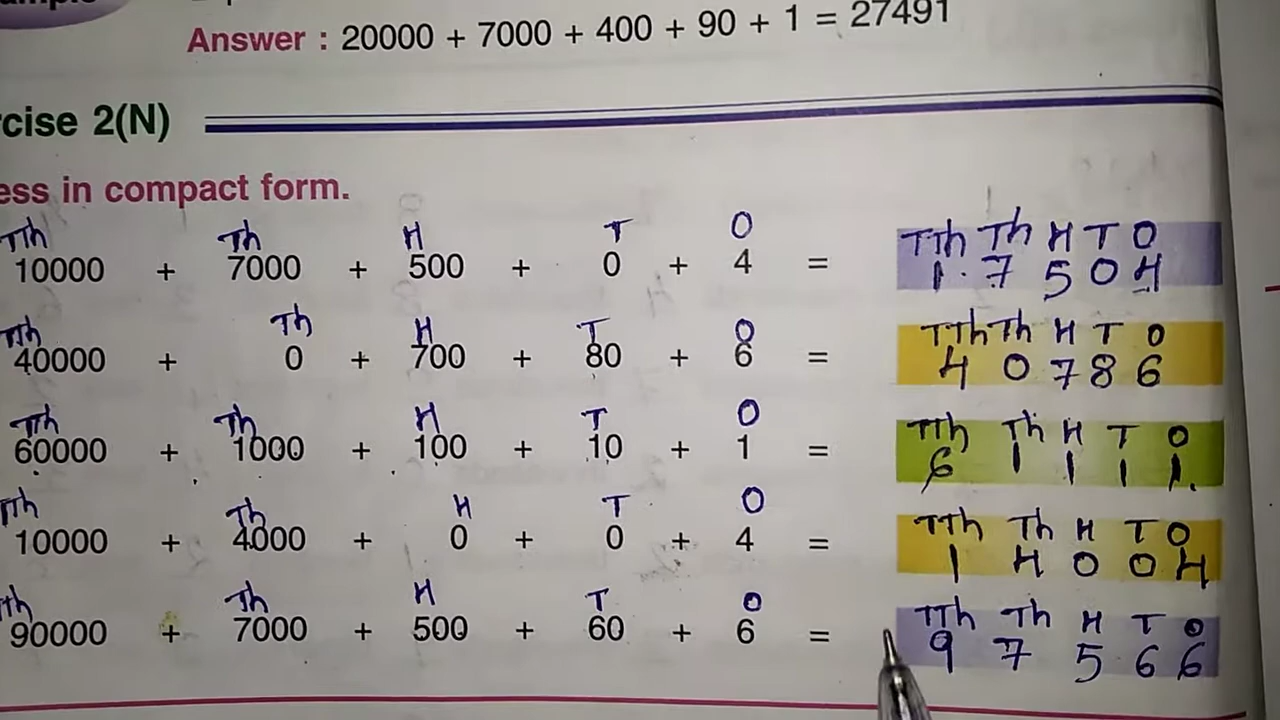 Answer : 20000 + 7000 + 400 + 90 + 1 = 27491
rcise 2(N)
ess in compact form.
TTh Th H T O TTh Th H T O
10000 + 7000 + 500 + 0 + 4 = 1 7 5 0 4
TTh Th H T O TTh Th H T O
40000 + 0 + 700 + 80 + 6 = 4 0 7 8 6
TTh Th H T O TTh Th H T O
60000 + 1000 + 100 + 10 + 1 = 6 1 1 1 1
TTh Th H T O TTh Th H T O
10000 + 4000 + 0 + 0 + 4 = 1 4 0 0 4
TTh Th H T O TTh Th H T O
90000 + 7000 + 500 + 60 + 6 = 9 7 5 6 6